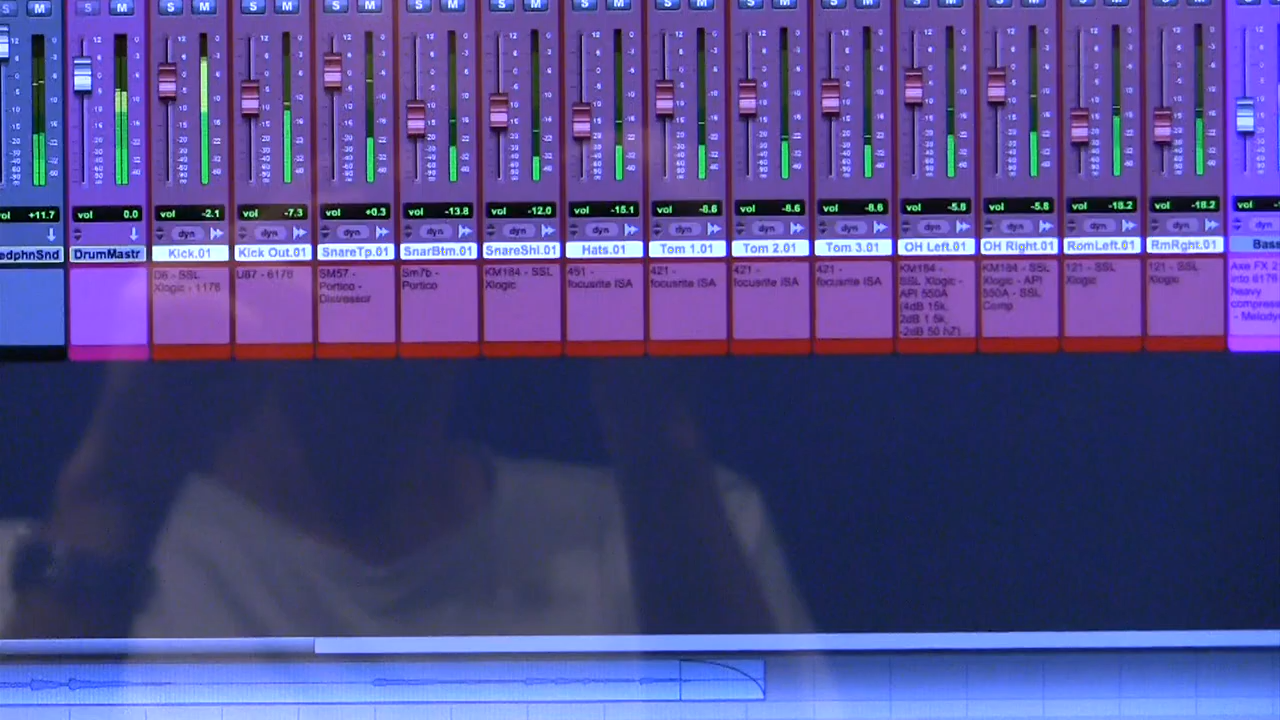 S M S M S M S M S M S M S M S M S M S M S M S M S M S M
vol +11.7 vol 0.0 vol -2.1 vol -7.3 vol +0.3 vol -13.8 vol -12.0 vol -15.1 vol -8.6 vol -8.6 vol -8.6 vol -5.8 vol -5.8 vol -18.2 vol -18.2 vol
dyn dyn dyn dyn dyn dyn dyn dyn dyn dyn dyn dyn dyn dyn
edphnSnd DrumMastr Kick.01 Kick Out.01 SnareTp.01 SnarBtm.01 SnareShl.01 Hats.01 Tom 1.01 Tom 2.01 Tom 3.01 OH Left.01 OH Right.01 RomLeft.01 RmRght.01 Bass
D6 - SSL
Xlogic - 1176
U87 - 6176
SM57 -
Portico -
Distressor
Sm7b -
Portico
KM184 - SSL
Xlogic
451 -
focusrite ISA
421 -
focusrite ISA
421 -
focusrite ISA
421 -
focusrite ISA
KM184 -
SSL Xlogic -
API 550A
(4dB 15k,
2dB 1.5k,
-2dB 50 hZ)
KM184 - SSL
Xlogic - API
550A - SSL
Comp
121 - SSL
Xlogic
121 - SSL
Xlogic
Axe FX 2
into 6176
heavy
compress
- Melody